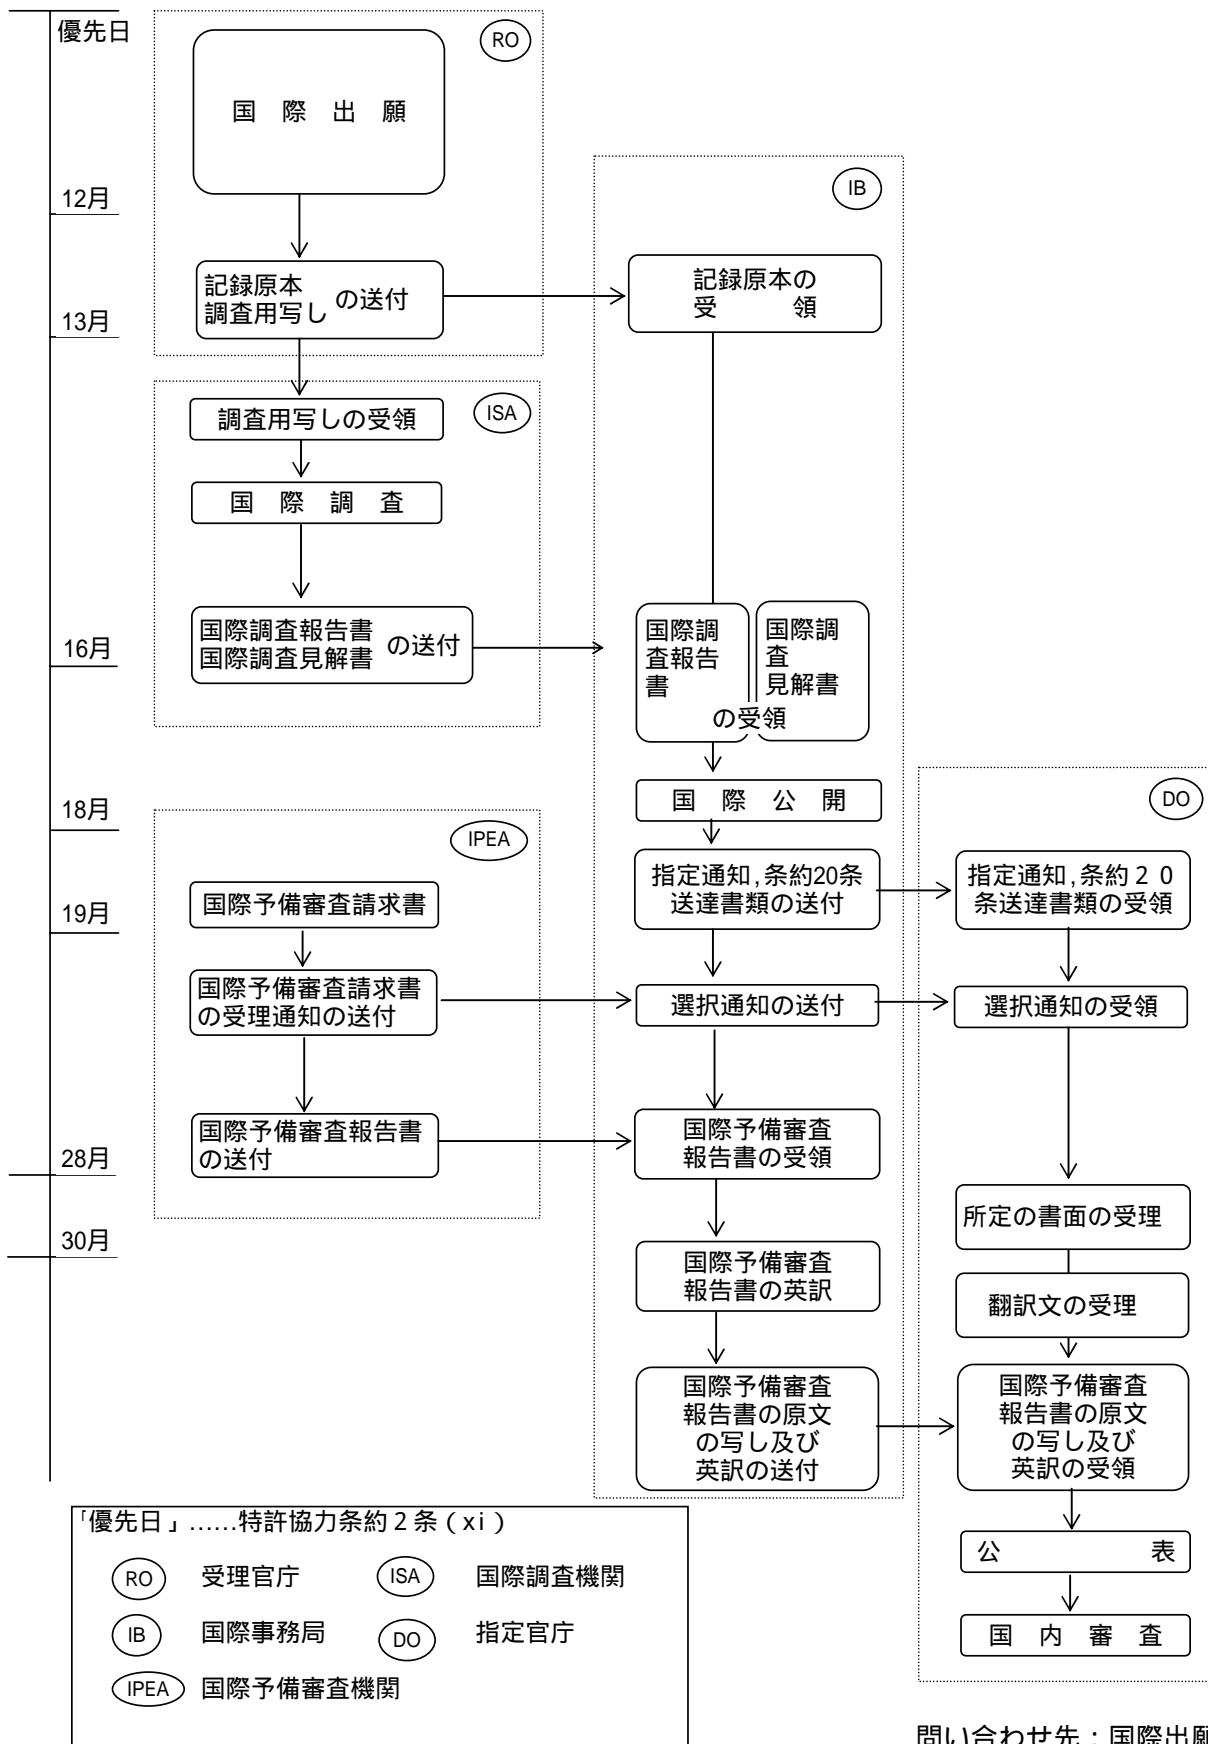 優先日
12月
13月
16月
18月
19月
28月
30月
RO
国 際 出 願
記録原本
調査用写し の送付
ISA
調査用写しの受領
国 際 調 査
国際調査報告書
国際調査見解書 の送付
IPEA
国際予備審査請求書
国際予備審査請求書
の受理通知の送付
国際予備審査報告書
の送付
IB
記録原本の
受 領
国際調
査報告
書
国際調
査
見解書
の受領
国 際 公 開
指定通知,条約20条
送達書類の送付
選択通知の送付
国際予備審査
報告書の受領
国際予備審査
報告書の英訳
国際予備審査
報告書の原文
の写し及び
英訳の送付
DO
指定通知,条約20
条送達書類の受領
選択通知の受領
所定の書面の受理
翻訳文の受理
国際予備審査
報告書の原文
の写し及び
英訳の受領
公 表
国 内 審 査
「優先日」……特許協力条約2条(xi)
RO 受理官庁 ISA 国際調査機関
IB 国際事務局 DO 指定官庁
IPEA 国際予備審査機関
問い合わせ先:国際出願